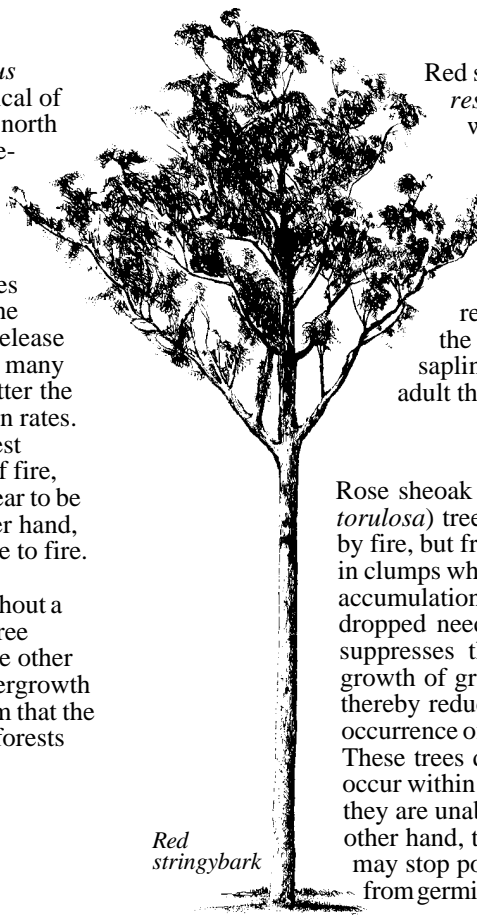 us
ical of
north
e-
es
he
elease
many
tter the
n rates.
est
f fire,
ear to be
er hand,
e to fire.
hout a
ree
e other
ergrowth
m that the
forests
Red
stringybark
Red s
res
w
re
the
saplin
adult th
Rose sheoak
torulosa) tree
by fire, but fr
in clumps wh
accumulation
dropped need
suppresses th
growth of gr
thereby redu
occurrence o
These trees c
occur within
they are unab
other hand, t
may stop po
from germi